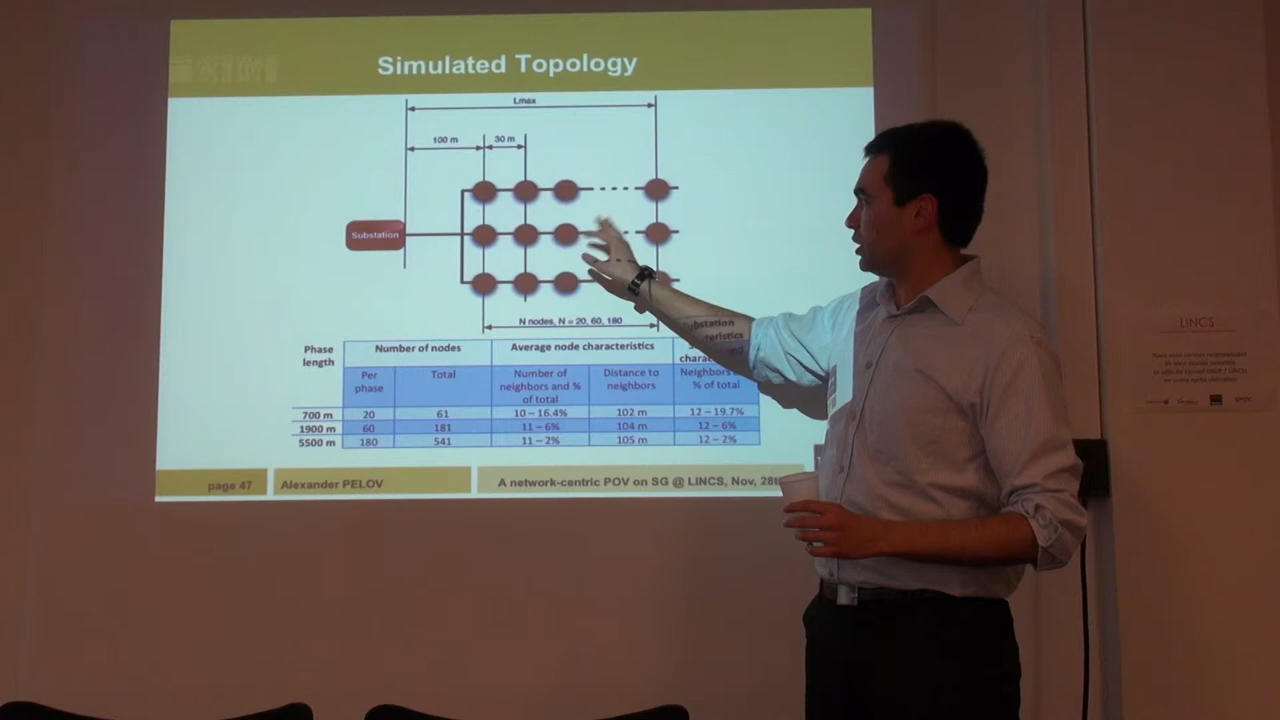 Simulated Topology
Lmax
100 m
30 m
Substation
N nodes, N = 20, 60, 180
Phase length
Number of nodes
Average node characteristics
Substation
Per phase
Total
Number of neighbors and % of total
Distance to neighbors
Neighbors
% of total
700 m 20 61 10 – 16.4% 102 m 12 – 19.7%
1900 m 60 181 11 – 6% 104 m 12 – 6%
5500 m 180 541 11 – 2% 105 m 12 – 2%
page 47
Alexander PELOV
A network-centric POV on SG @ LINCS, Nov, 28t
LINCS